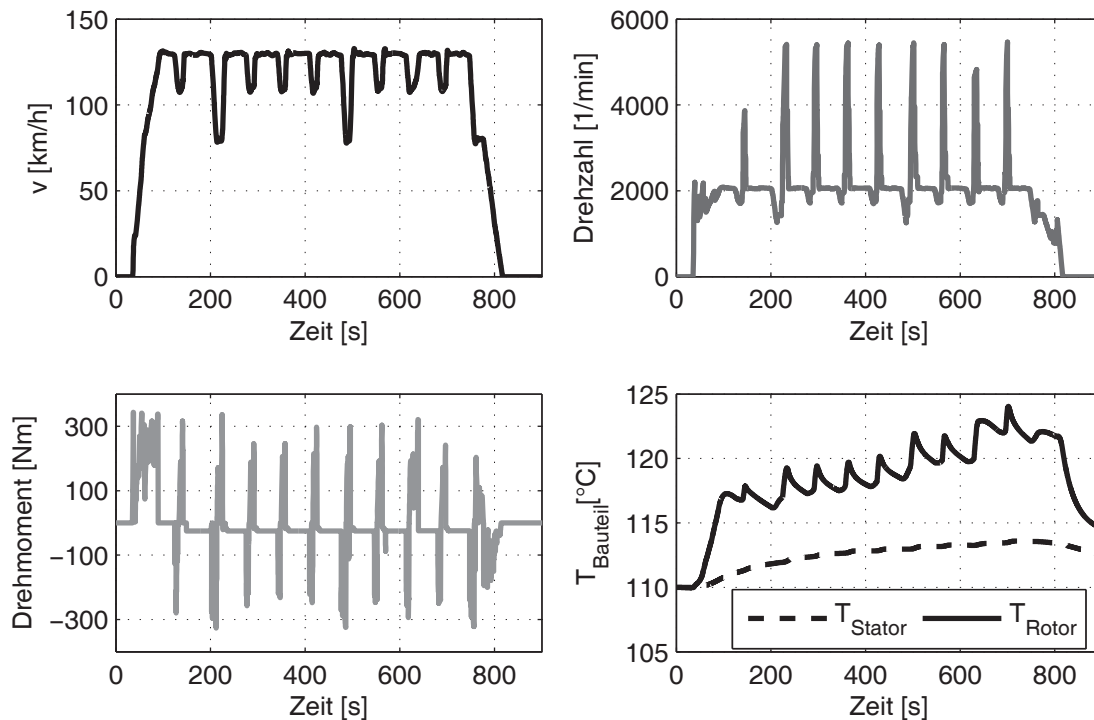 150
100
50
0
v [km/h]
0 200 400 600 800
Zeit [s]
6000
4000
2000
0
Drehzahl [1/min]
0 200 400 600 800
Zeit [s]
300
100
−100
−300
Drehmoment [Nm]
0 200 400 600 800
Zeit [s]
125
120
115
110
105
T_Bauteil[°C]
T_Stator T_Rotor
0 200 400 600 800
Zeit [s]